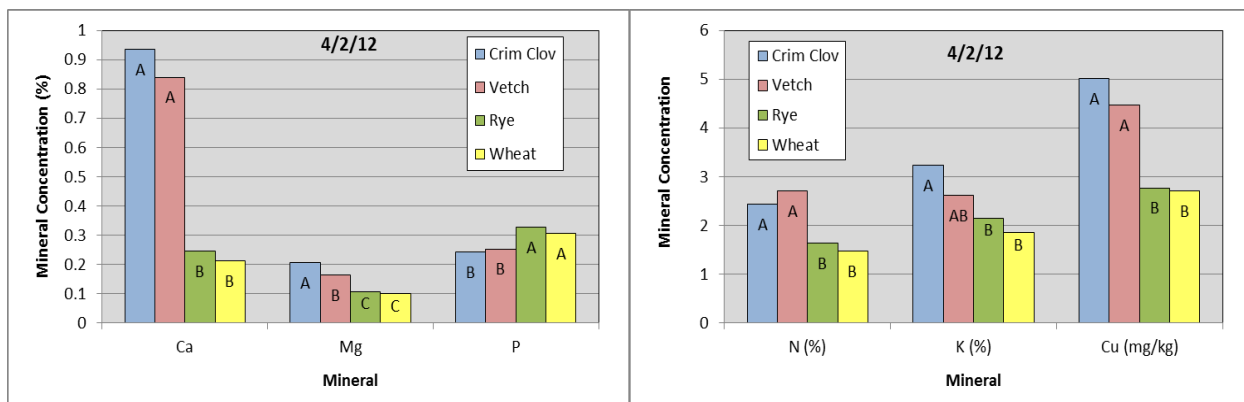 4/2/12
Mineral Concentration (%)
1
0.9
0.8
0.7
0.6
0.5
0.4
0.3
0.2
0.1
0
Crim Clov
Vetch
Rye
Wheat
A
A
B
B
A
B
C
C
B
B
A
A
Ca
Mg
P
Mineral
4/2/12
Mineral Concentration
6
5
4
3
2
1
0
Crim Clov
Vetch
Rye
Wheat
A
A
B
B
A
AB
B
B
A
A
B
B
N (%)
K (%)
Cu (mg/kg)
Mineral